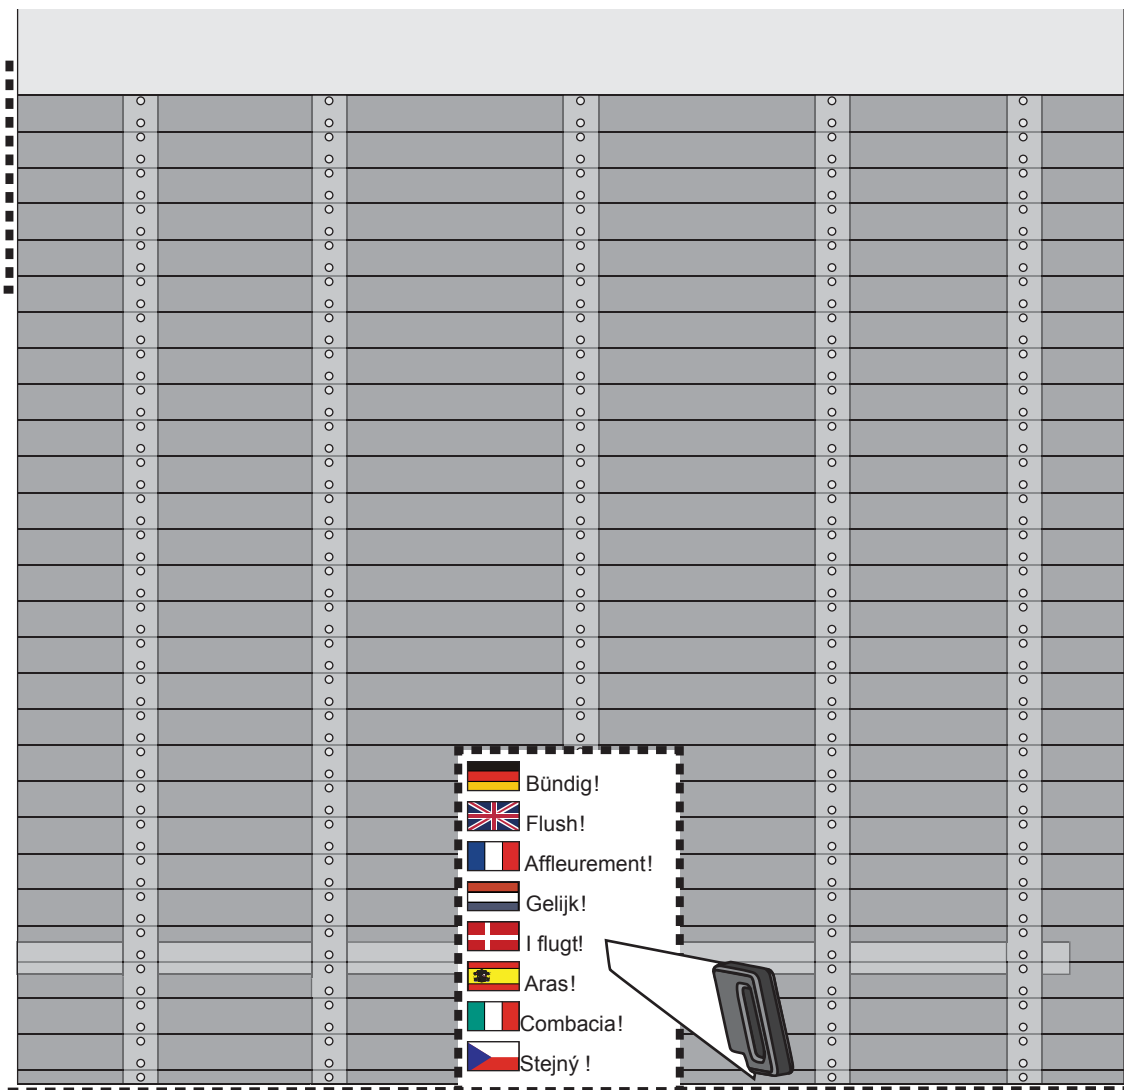 Bündig!
Flush!
Affleurement!
Gelijk!
I flugt!
Aras!
Combacia!
Stejný !